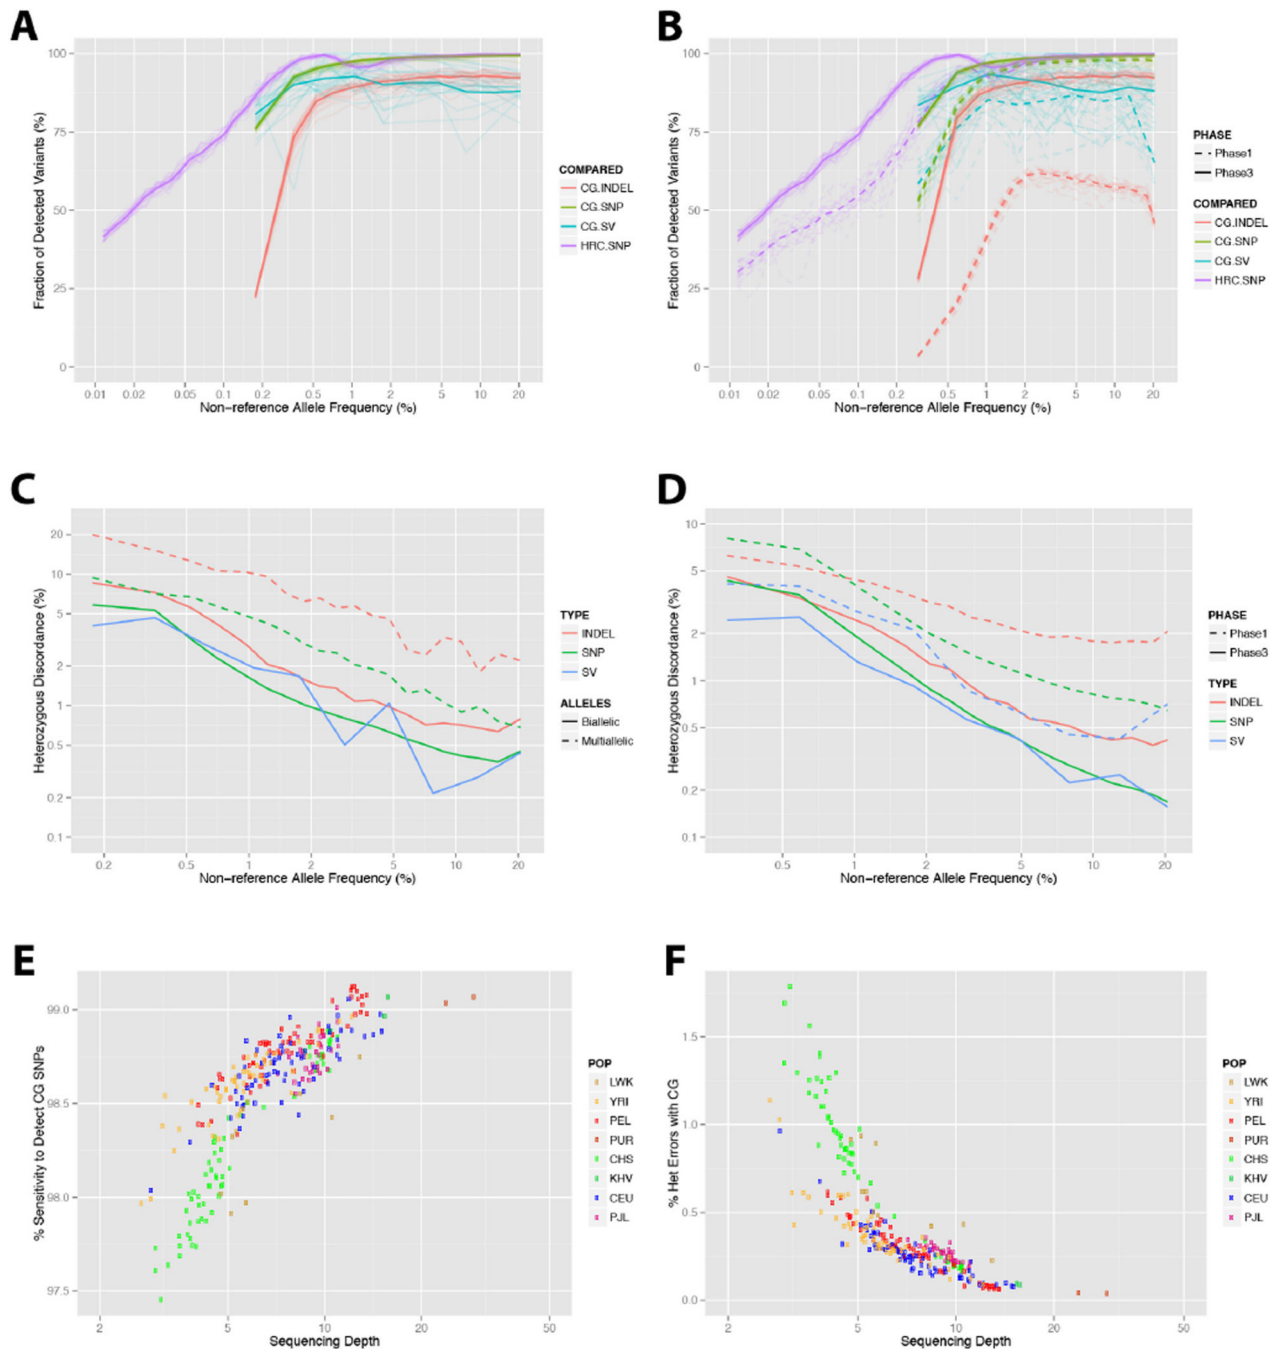 A
Fraction of Detected Variants (%)
100
75
50
25
0
0.01 0.02 0.05 0.1 0.2 0.5 1 2 5 10 20
Non-reference Allele Frequency (%)
COMPARED
CG.INDEL
CG.SNP
CG.SV
HRC.SNP
B
Fraction of Detected Variants (%)
100
75
50
25
0
0.01 0.02 0.05 0.1 0.2 0.5 1 2 5 10 20
Non-reference Allele Frequency (%)
PHASE
Phase1
Phase3
COMPARED
CG.INDEL
CG.SNP
CG.SV
HRC.SNP
C
Heterozygous Discordance (%)
20
10
5
2
1
0.5
0.2
0.1
0.2 0.5 1 2 5 10 20
Non-reference Allele Frequency (%)
TYPE
INDEL
SNP
SV
ALLELES
Biallelic
Multiallelic
D
Heterozygous Discordance (%)
10
5
2
1
0.5
0.2
0.1
0.5 1 2 5 10 20
Non-reference Allele Frequency (%)
PHASE
Phase1
Phase3
TYPE
INDEL
SNP
SV
E
% Sensitivity to Detect CG SNPs
99.0
98.5
98.0
97.5
2 5 10 20 50
Sequencing Depth
POP
LWK
YRI
PEL
PUR
CHS
KHV
CEU
PJL
F
% Het Errors with CG
1.5
1.0
0.5
0.0
2 5 10 20 50
Sequencing Depth
POP
LWK
YRI
PEL
PUR
CHS
KHV
CEU
PJL